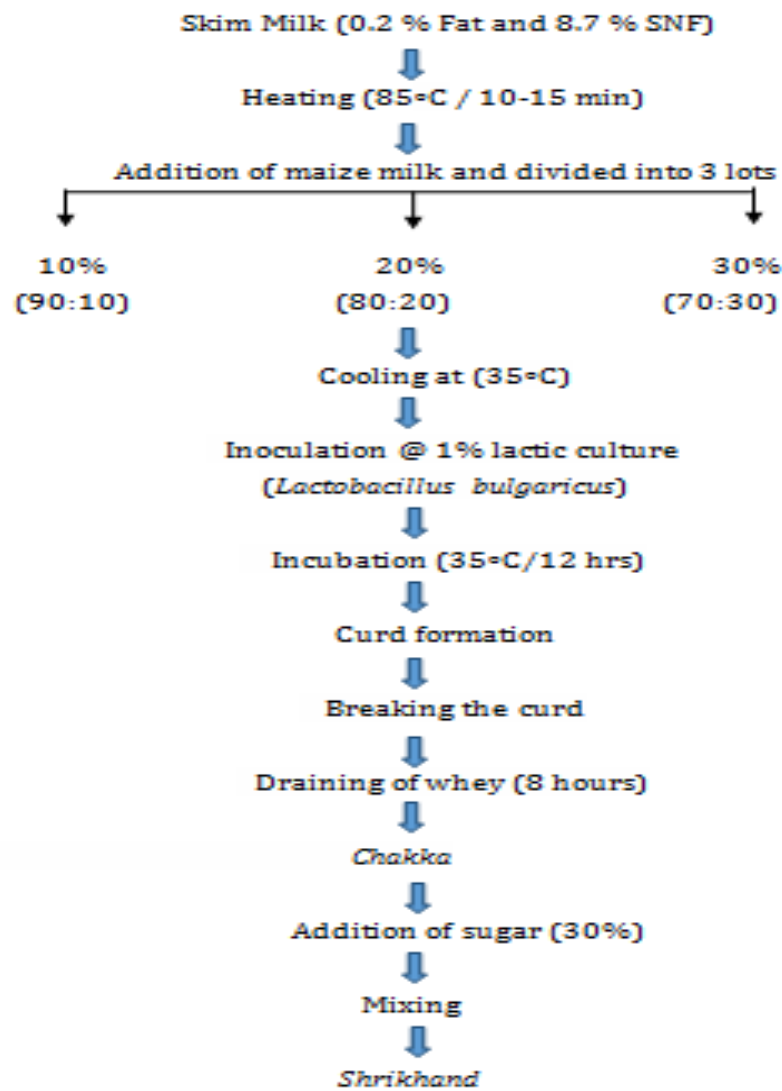 Skim Milk (0.2 % Fat and 8.7 % SNF)
Heating (85°C / 10-15 min)
Addition of maize milk and divided into 3 lots
10% 20% 30%
(90:10) (80:20) (70:30)
Cooling at (35°C)
Inoculation @ 1% lactic culture
(Lactobacillus bulgaricus)
Incubation (35°C/12 hrs)
Curd formation
Breaking the curd
Draining of whey (8 hours)
Chakka
Addition of sugar (30%)
Mixing
Shrikhand